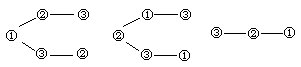 ② ③ ① ③
① ② ③ ② ①
③ ② ③ ①